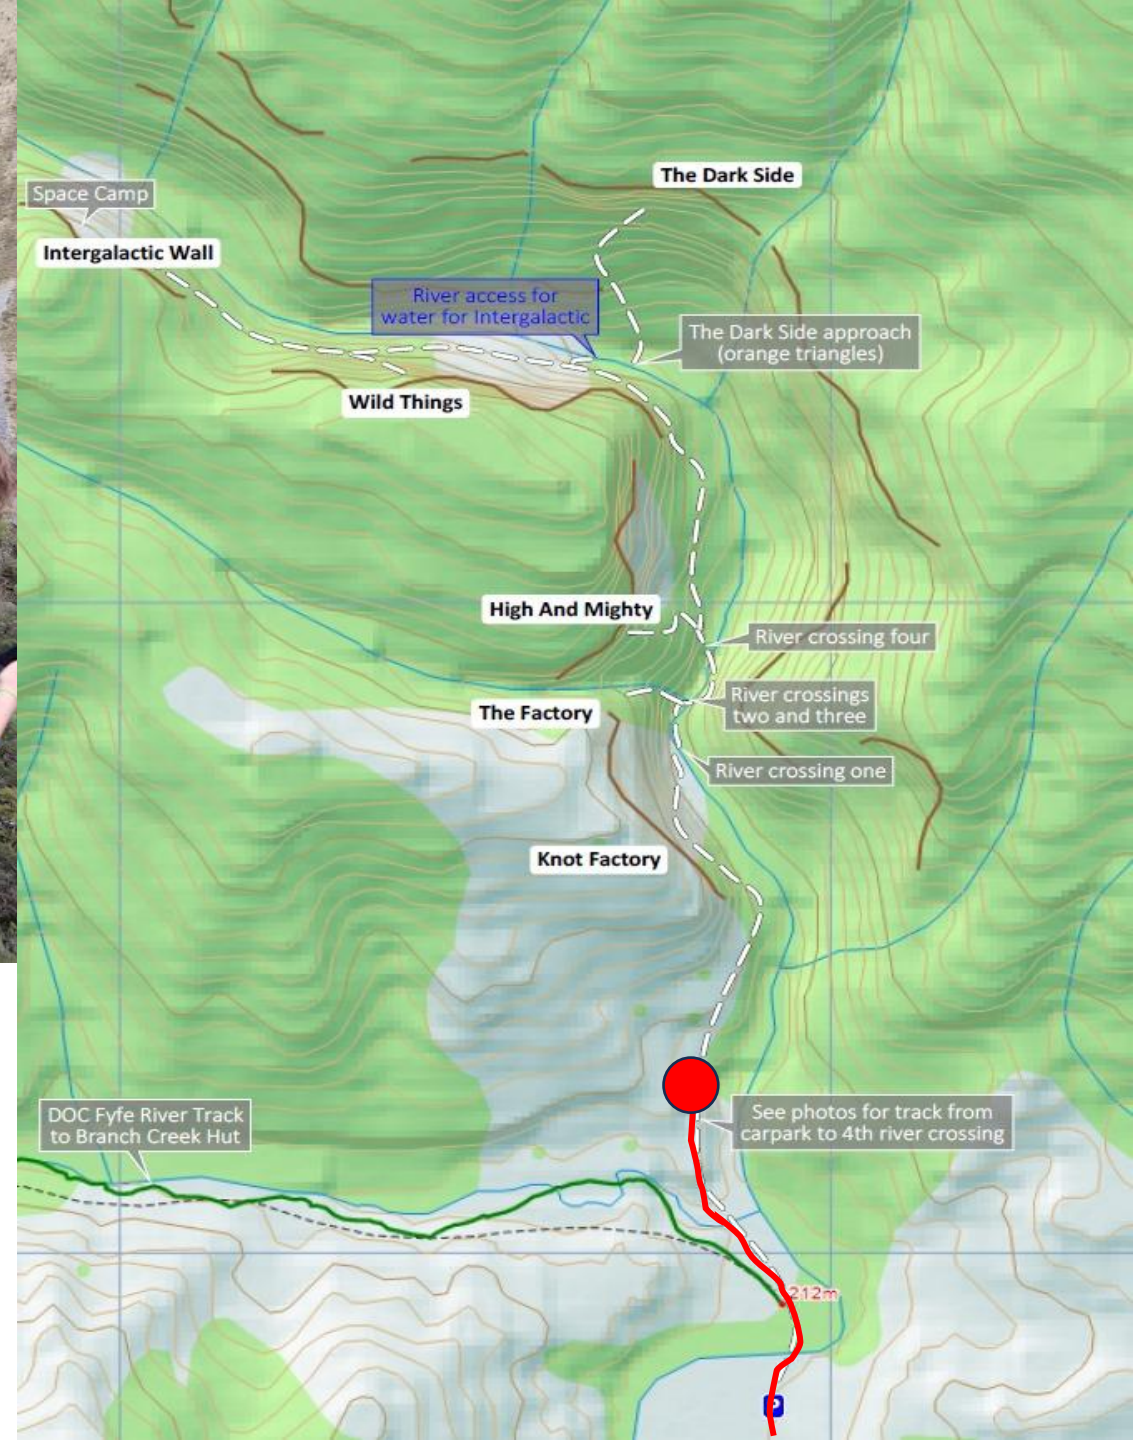 The Dark Side
Space Camp
Intergalactic Wall
River access for
water for Intergalactic
The Dark Side approach
(orange triangles)
Wild Things
High And Mighty
River crossing four
River crossings
two and three
The Factory
River crossing one
Knot Factory
DOC Fyfe River Track
to Branch Creek Hut
See photos for track from
carpark to 4th river crossing
212m
P